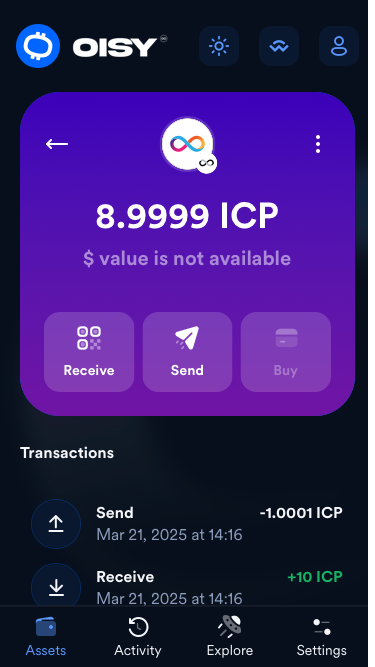 OISY
8.9999 ICP
$ value is not available
Receive
Send
Buy
Transactions
Send
-1.0001 ICP
Mar 21, 2025 at 14:16
Receive
+10 ICP
Mar 21, 2025 at 14:16
Assets
Activity
Explore
Settings